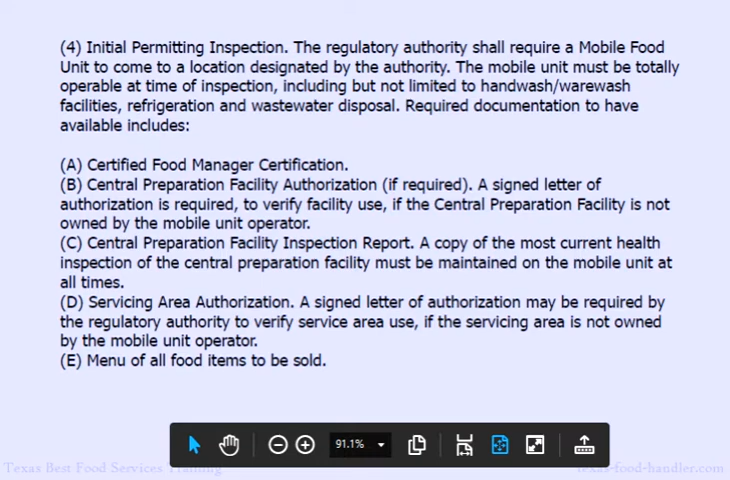 (4) Initial Permitting Inspection. The regulatory authority shall require a Mobile Food
Unit to come to a location designated by the authority. The mobile unit must be totally
operable at time of inspection, including but not limited to handwash/warewash
facilities, refrigeration and wastewater disposal. Required documentation to have
available includes:
(A) Certified Food Manager Certification.
(B) Central Preparation Facility Authorization (if required). A signed letter of
authorization is required, to verify facility use, if the Central Preparation Facility is not
owned by the mobile unit operator.
(C) Central Preparation Facility Inspection Report. A copy of the most current health
inspection of the central preparation facility must be maintained on the mobile unit at
all times.
(D) Servicing Area Authorization. A signed letter of authorization may be required by
the regulatory authority to verify service area use, if the servicing area is not owned
by the mobile unit operator.
(E) Menu of all food items to be sold.
91.1%
Texas Best Food Services Training
texas-food-handler.com